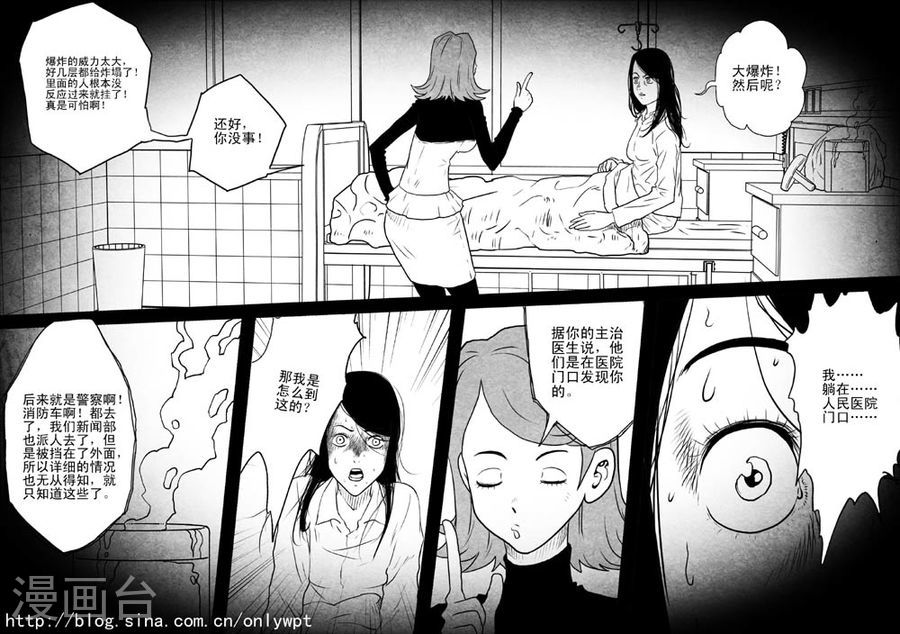 大爆炸！
然后呢？
爆炸的威力太大，
好几层都给炸塌了！
里面的人根本没
反应过来就挂了！
真是可怕啊！
还好，
你没事！
后来就是警察啊！
消防车啊！都去
了，我们新闻部
也派人去了，但
是被挡在了外面，
所以详细的情况
也无从得知，就
只知道这些了。
那我是
怎么到
这的？
据你的主治
医生说，他
们是在医院
门口发现你
的。
我……
躺在……
人民医院
门口……
漫画台
http://blog.sina.com.cn/onlywpt